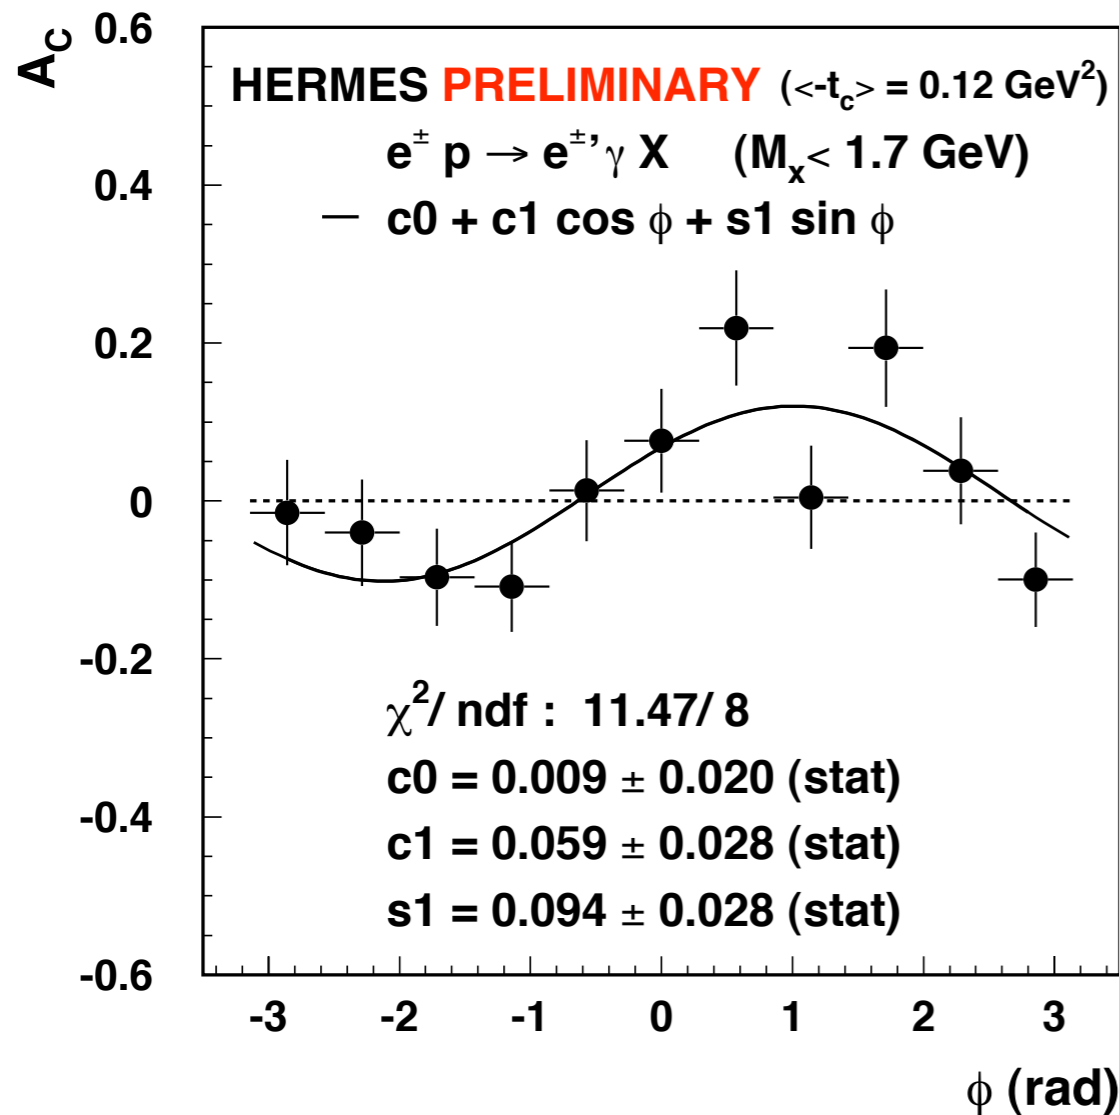 A_C
HERMES PRELIMINARY (<-t_c> = 0.12 GeV²)
e± p → e±’ γ X (M_x< 1.7 GeV)
— c0 + c1 cos ϕ + s1 sin ϕ
0.6
0.4
0.2
0
-0.2
-0.4
-0.6
χ²/ ndf : 11.47/ 8
c0 = 0.009 ± 0.020 (stat)
c1 = 0.059 ± 0.028 (stat)
s1 = 0.094 ± 0.028 (stat)
-3 -2 -1 0 1 2 3
ϕ (rad)